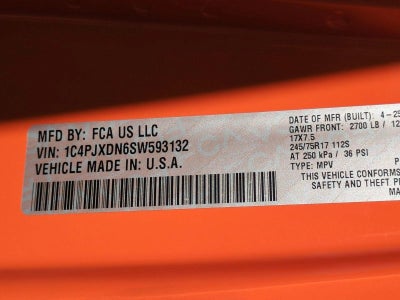 MFD BY: FCA US LLC
VIN: 1C4PJXDN6SW593132
VEHICLE MADE IN: U.S.A.
DATE OF MFR (BUILT): 4-25
GAWR FRONT: 2700 LB / 12
17X7.5
245/75R17 112S
AT 250 kPa / 36 PSI
TYPE: MPV
THIS VEHICLE CONFORMS
SAFETY AND THEFT P
MA